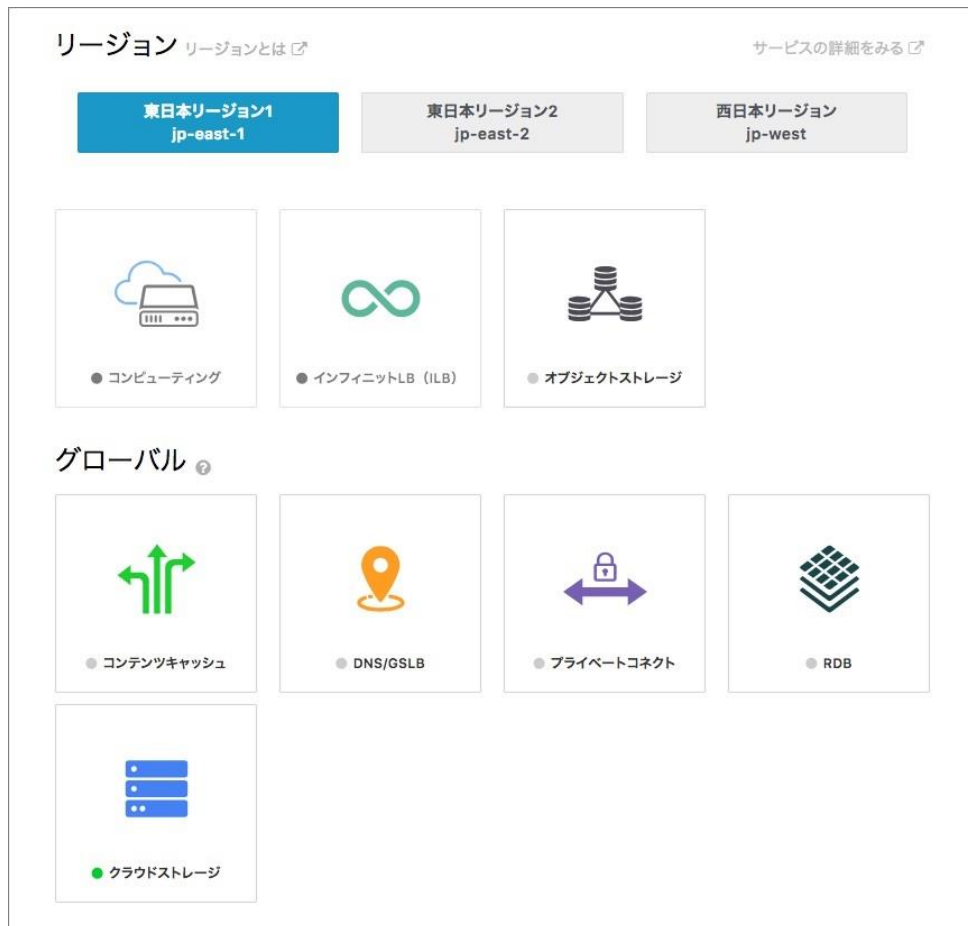 リージョン リージョンとは
サービスの詳細をみる
東日本リージョン1
jp-east-1
東日本リージョン2
jp-east-2
西日本リージョン
jp-west
コンピューティング
インフィニットLB（ILB）
オブジェクトストレージ
グローバル ?
コンテンツキャッシュ
DNS/GSLB
プライベートコネクト
RDB
クラウドストレージ